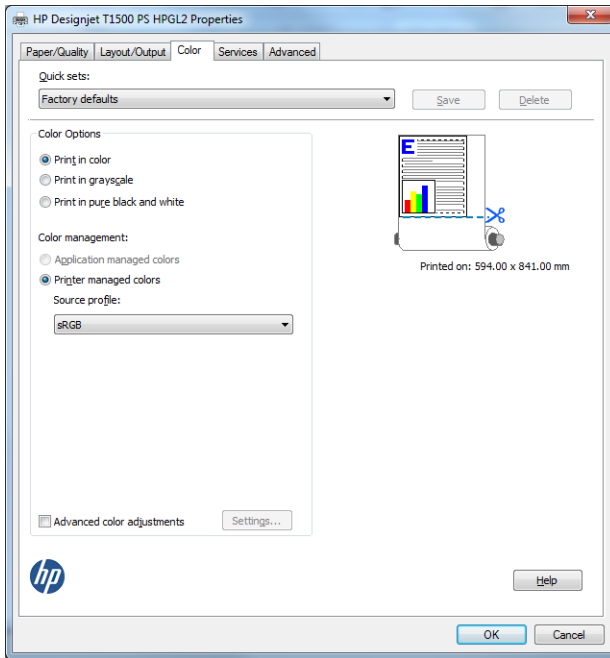 HP Designjet T1500 PS HPGL2 Properties
Paper/Quality Layout/Output Color Services Advanced
Quick sets:
Factory defaults Save Delete
Color Options
Print in color
Print in grayscale
Print in pure black and white
Color management:
Application managed colors
Printer managed colors
Source profile:
sRGB
E
Printed on: 594.00 x 841.00 mm
Advanced color adjustments Settings...
hp
Help
OK Cancel